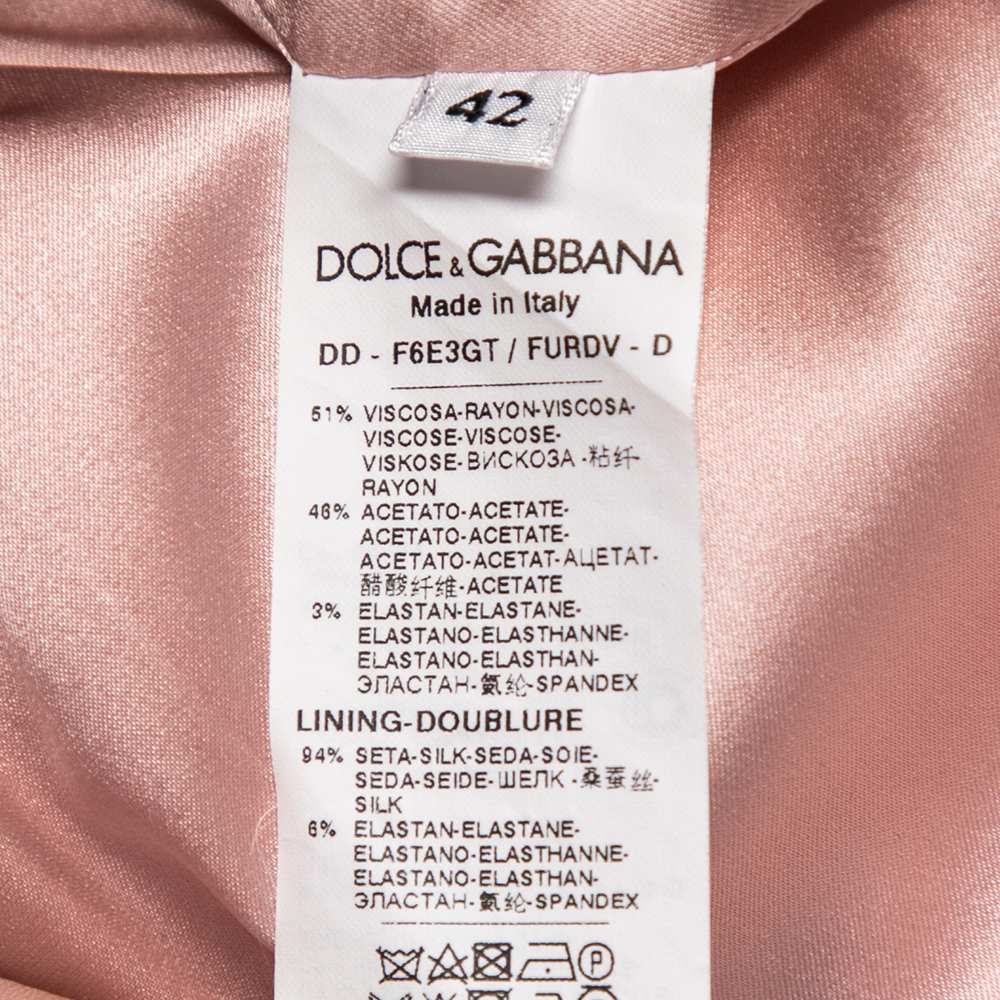 42
DOLCE & GABBANA
Made in Italy
DD - F6E3GT / FURDV - D
51% VISCOSA-RAYON-VISCOSA-
VISCOSE-VISCOSE-
VISKOSE-ВИСКОЗА -粘纤-
RAYON
46% ACETATO-ACETATE-
ACETATO-ACETATE-
ACETATO-ACETAT-АЦЕТАТ-
醋酸纤维-ACETATE
3% ELASTAN-ELASTANE-
ELASTANO-ELASTHANNE-
ELASTANO-ELASTHAN-
ЭЛАСТАН-氨纶-SPANDEX
LINING-DOUBLURE
94% SETA-SILK-SEDA-SOIE-
SEDA-SEIDE-ШЕЛК -桑蚕丝-
SILK
6% ELASTAN-ELASTANE-
ELASTANO-ELASTHANNE-
ELASTANO-ELASTHAN-
ЭЛАСТАН-氨纶-SPANDEX
P